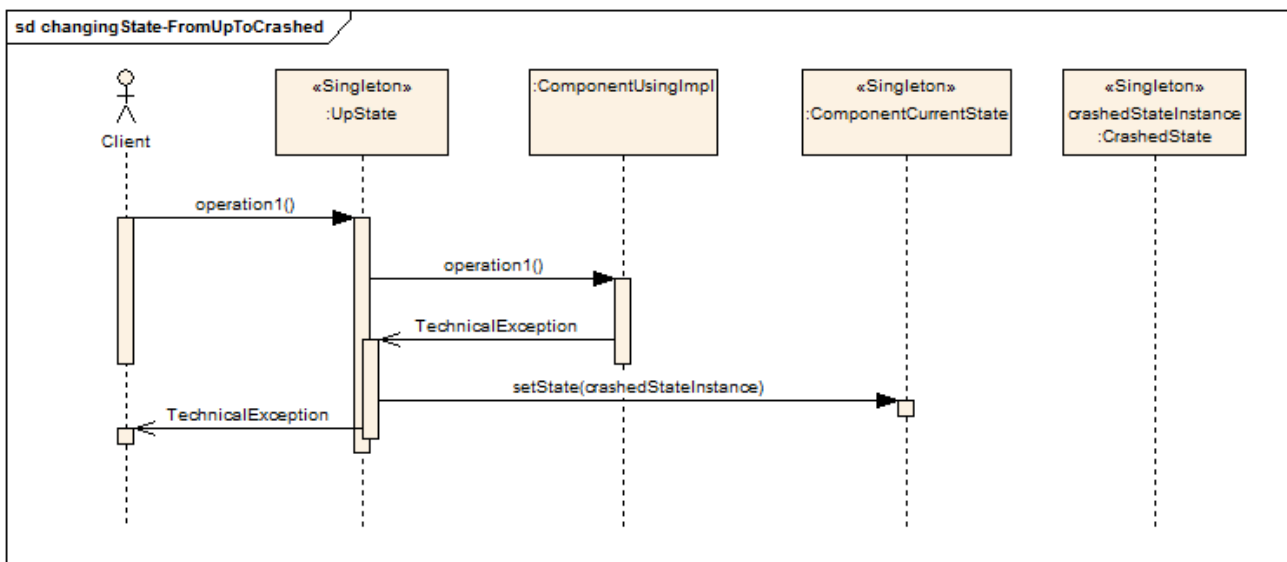 sd changingState-FromUpToCrashed
Client
«Singleton»
:UpState
:ComponentUsingImpl
«Singleton»
:ComponentCurrentState
«Singleton»
crashedStateInstance
:CrashedState
operation1()
operation1()
TechnicalException
setState(crashedStateInstance)
TechnicalException